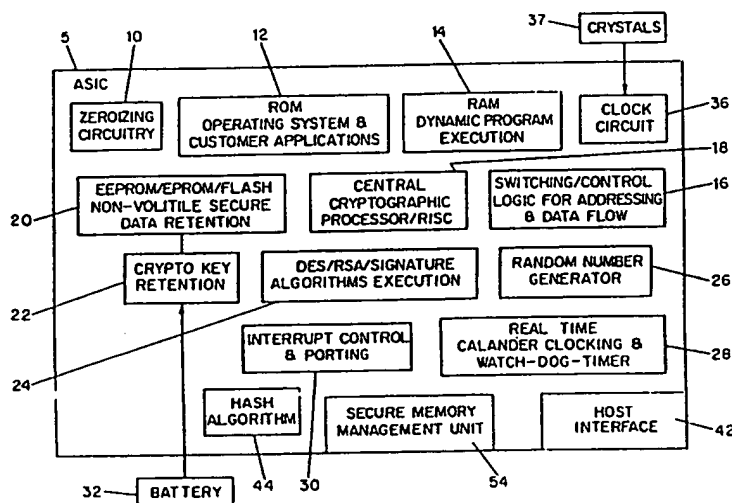 37
CRYSTALS
5
10
12
14
ASIC
ZEROIZING
CIRCUITRY
ROM
OPERATING SYSTEM &
CUSTOMER APPLICATIONS
RAM
DYNAMIC PROGRAM
EXECUTION
CLOCK
CIRCUIT
36
18
EEPROM/EPROM/FLASH
NON-VOLITILE SECURE
DATA RETENTION
CENTRAL
CRYPTOGRAPHIC
PROCESSOR/RISC
SWITCHING/CONTROL
LOGIC FOR ADDRESSING
& DATA FLOW
16
20
CRYPTO KEY
RETENTION
DES/RSA/SIGNATURE
ALGORITHMS EXECUTION
RANDOM NUMBER
GENERATOR
26
22
INTERRUPT CONTROL
& PORTING
REAL TIME
CALANDER CLOCKING &
WATCH-DOG-TIMER
28
24
HASH
ALGORITHM
SECURE MEMORY
MANAGEMENT UNIT
HOST
INTERFACE
42
32
BATTERY
44
30
54